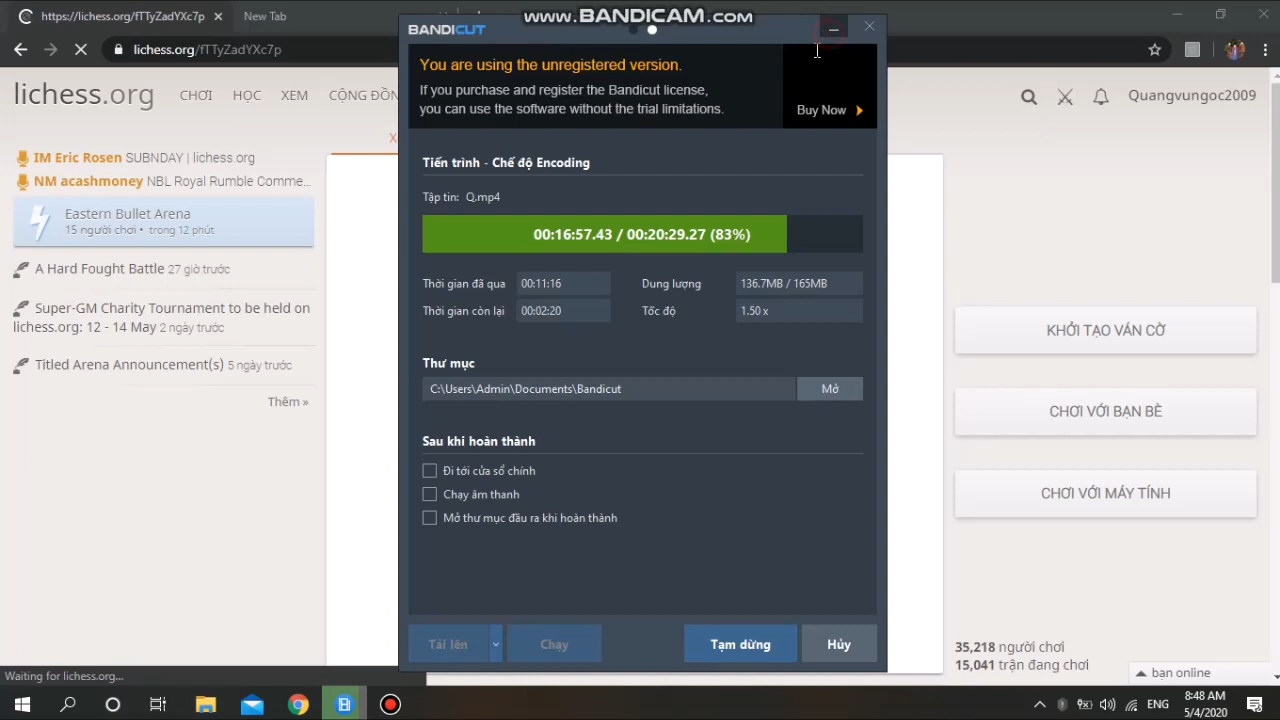 https://lichess.org/fTTyZadYXc7p
New Tab
www.BANDICAM.com
lichess.org/fTTyZadYXc7p
lichess.org
CHƠI
HỌC
XEM
CỘNG ĐỒN
Quangvungoc2009
IM Eric Rosen SUBNDAY | lichess.org
NM acashmoney NBL Royal Rumble Comme...
Eastern Bullet Arena
15 người chơi • trong 12 phút
A Hard Fought Battle 27 giờ trước
Super-GM Charity Tournament to be held on
lichess.org: 12 - 14 May 2 ngày trước
Titled Arena Announcement(s) 5 ngày trước
Thêm »
BANDICUT
You are using the unregistered version.
If you purchase and register the Bandicut license,
you can use the software without the trial limitations.
Buy Now
Tiến trình - Chế độ Encoding
Tập tin: Q.mp4
00:16:57.43 / 00:20:29.27 (83%)
Thời gian đã qua 00:11:16 Dung lượng 136.7MB / 165MB
Thời gian còn lại 00:02:20 Tốc độ 1.50 x
Thư mục
C:\Users\Admin\Documents\Bandicut
Mở
Sau khi hoàn thành
Đi tới cửa sổ chính
Chạy âm thanh
Mở thư mục đầu ra khi hoàn thành
Tải lên
Chạy
Tạm dừng
Hủy
KHỞI TẠO VÁN CỜ
CHƠI VỚI BẠN BÈ
CHƠI VỚI MÁY TÍNH
35,218 người chơi
15,041 trận đang chơi
bạn online
Waiting for lichess.org...
ENG
8:48 AM
5/4/2020